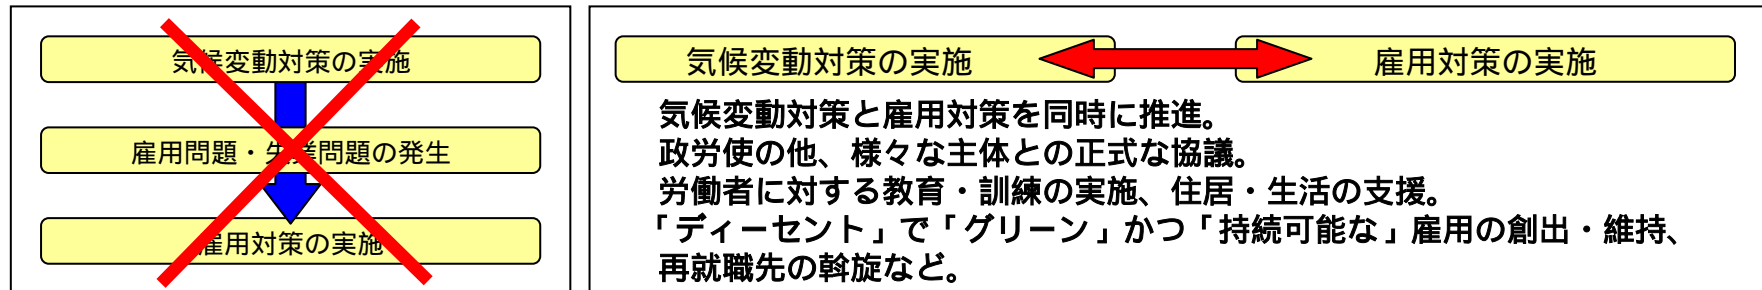 気候変動対策の実施
雇用問題・失業問題の発生
雇用対策の実施
気候変動対策の実施
雇用対策の実施
気候変動対策と雇用対策を同時に推進。
政労使の他、様々な主体との正式な協議。
労働者に対する教育・訓練の実施、住居・生活の支援。
「ディーセント」で「グリーン」かつ「持続可能な」雇用の創出・維持、
再就職先の斡旋など。